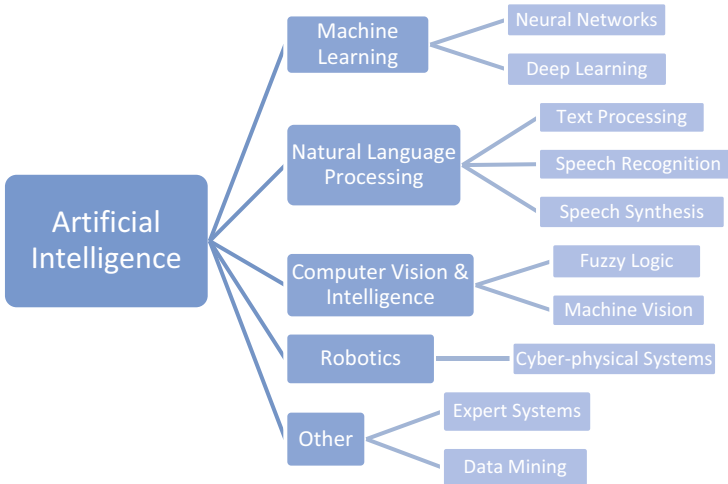 Artificial
Intelligence
Machine
Learning
Neural Networks
Deep Learning
Natural Language
Processing
Text Processing
Speech Recognition
Speech Synthesis
Computer Vision &
Intelligence
Fuzzy Logic
Machine Vision
Robotics
Cyber-physical Systems
Other
Expert Systems
Data Mining